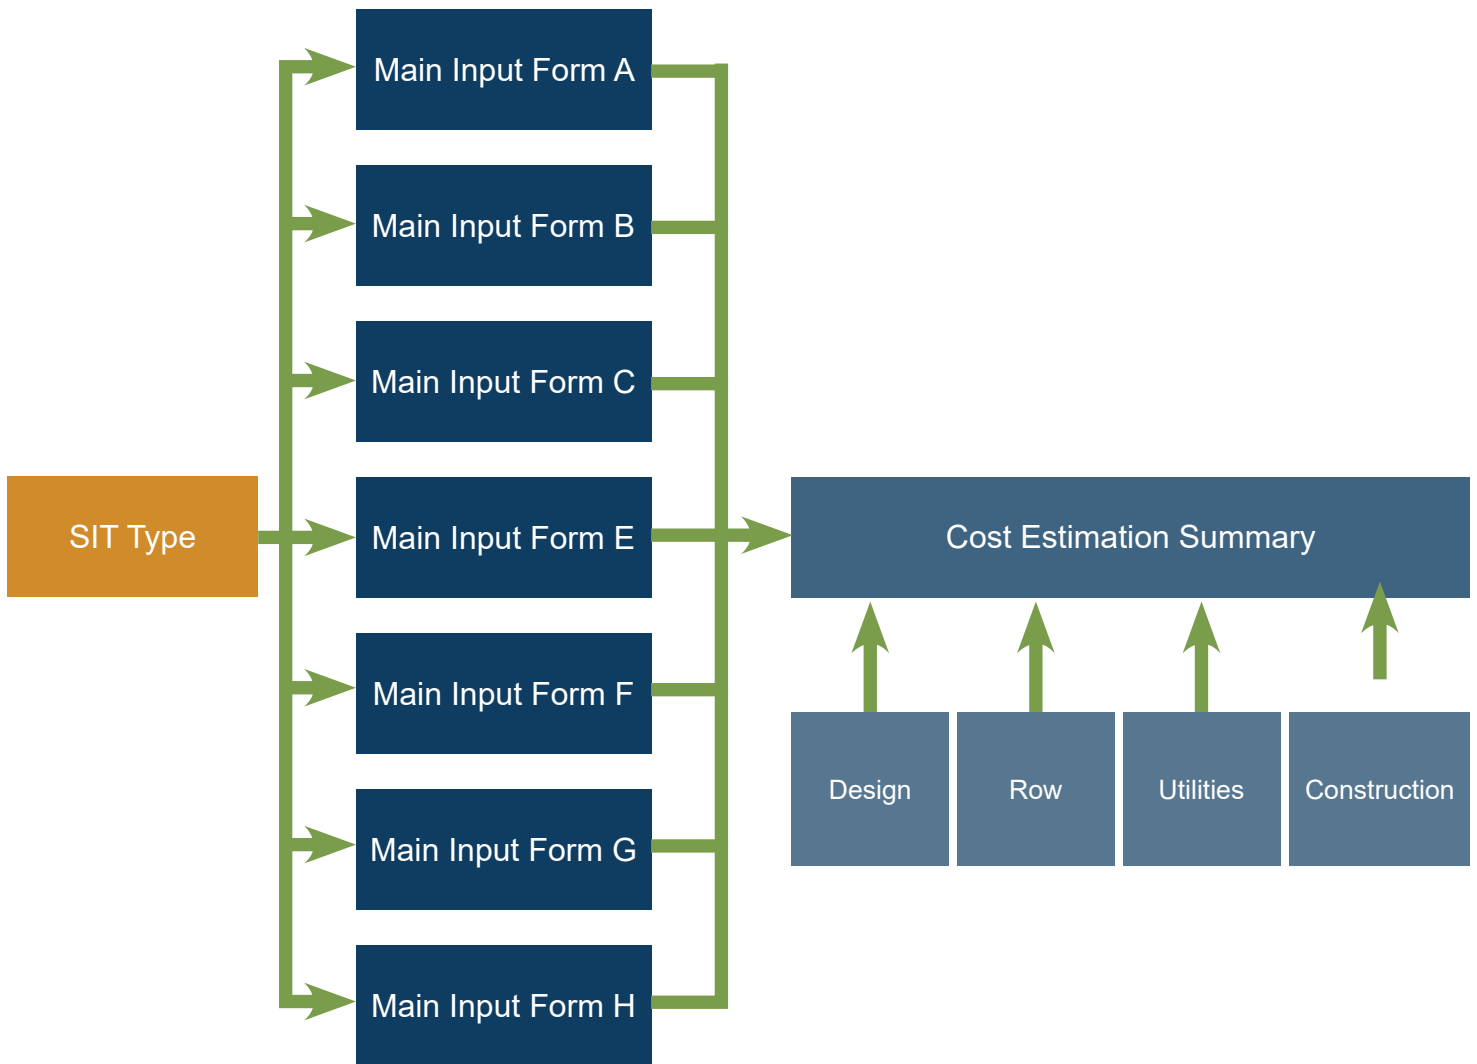 Main Input Form A
Main Input Form B
Main Input Form C
SIT Type
Main Input Form E
Cost Estimation Summary
Main Input Form F
Design
Row
Utilities
Construction
Main Input Form G
Main Input Form H